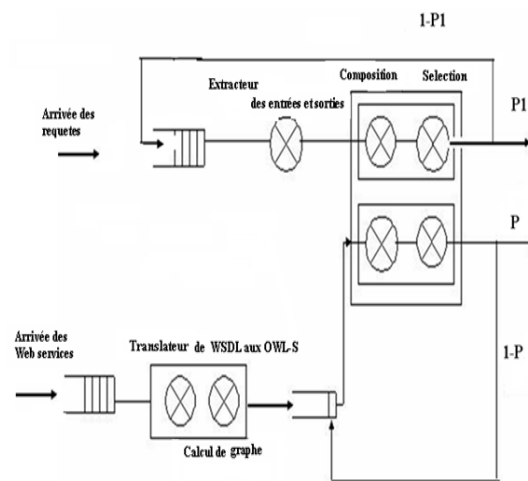 1-P1
Composition Selection
Extracteur
des entrées et sorties
P1
Arrivée des
requetes
P
1-P
Arrivée des
Web services
Translateur de WSDL aux OWL-S
Calcul de graphe